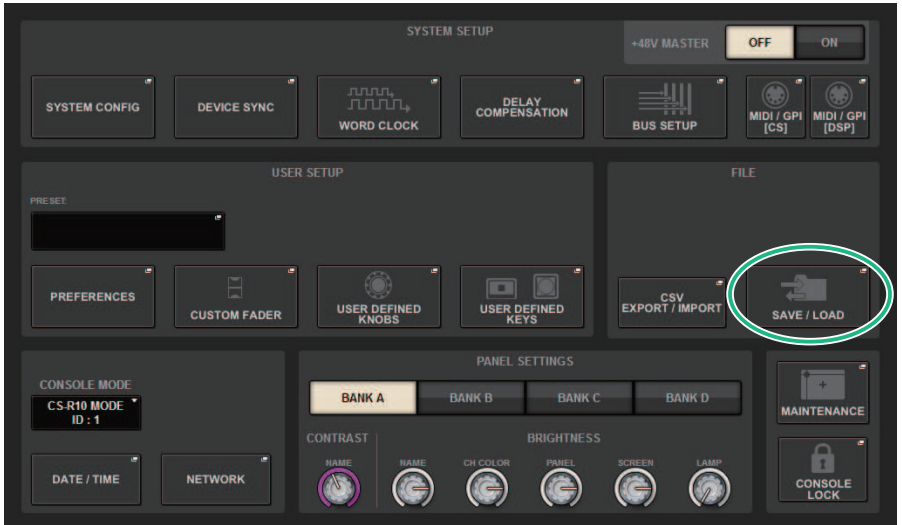 SYSTEM SETUP
+48V MASTER
OFF
ON
SYSTEM CONFIG
DEVICE SYNC
WORD CLOCK
DELAY
COMPENSATION
BUS SETUP
MIDI / GPI
[CS]
MIDI / GPI
[DSP]
USER SETUP
PRESET:
PREFERENCES
CUSTOM FADER
USER DEFINED
KNOBS
USER DEFINED
KEYS
FILE
CSV
EXPORT / IMPORT
SAVE / LOAD
CONSOLE MODE
CS-R10 MODE
ID : 1
DATE / TIME
NETWORK
PANEL SETTINGS
BANK A
BANK B
BANK C
BANK D
CONTRAST
BRIGHTNESS
NAME
NAME
CH COLOR
PANEL
SCREEN
LAMP
MAINTENANCE
CONSOLE
LOCK